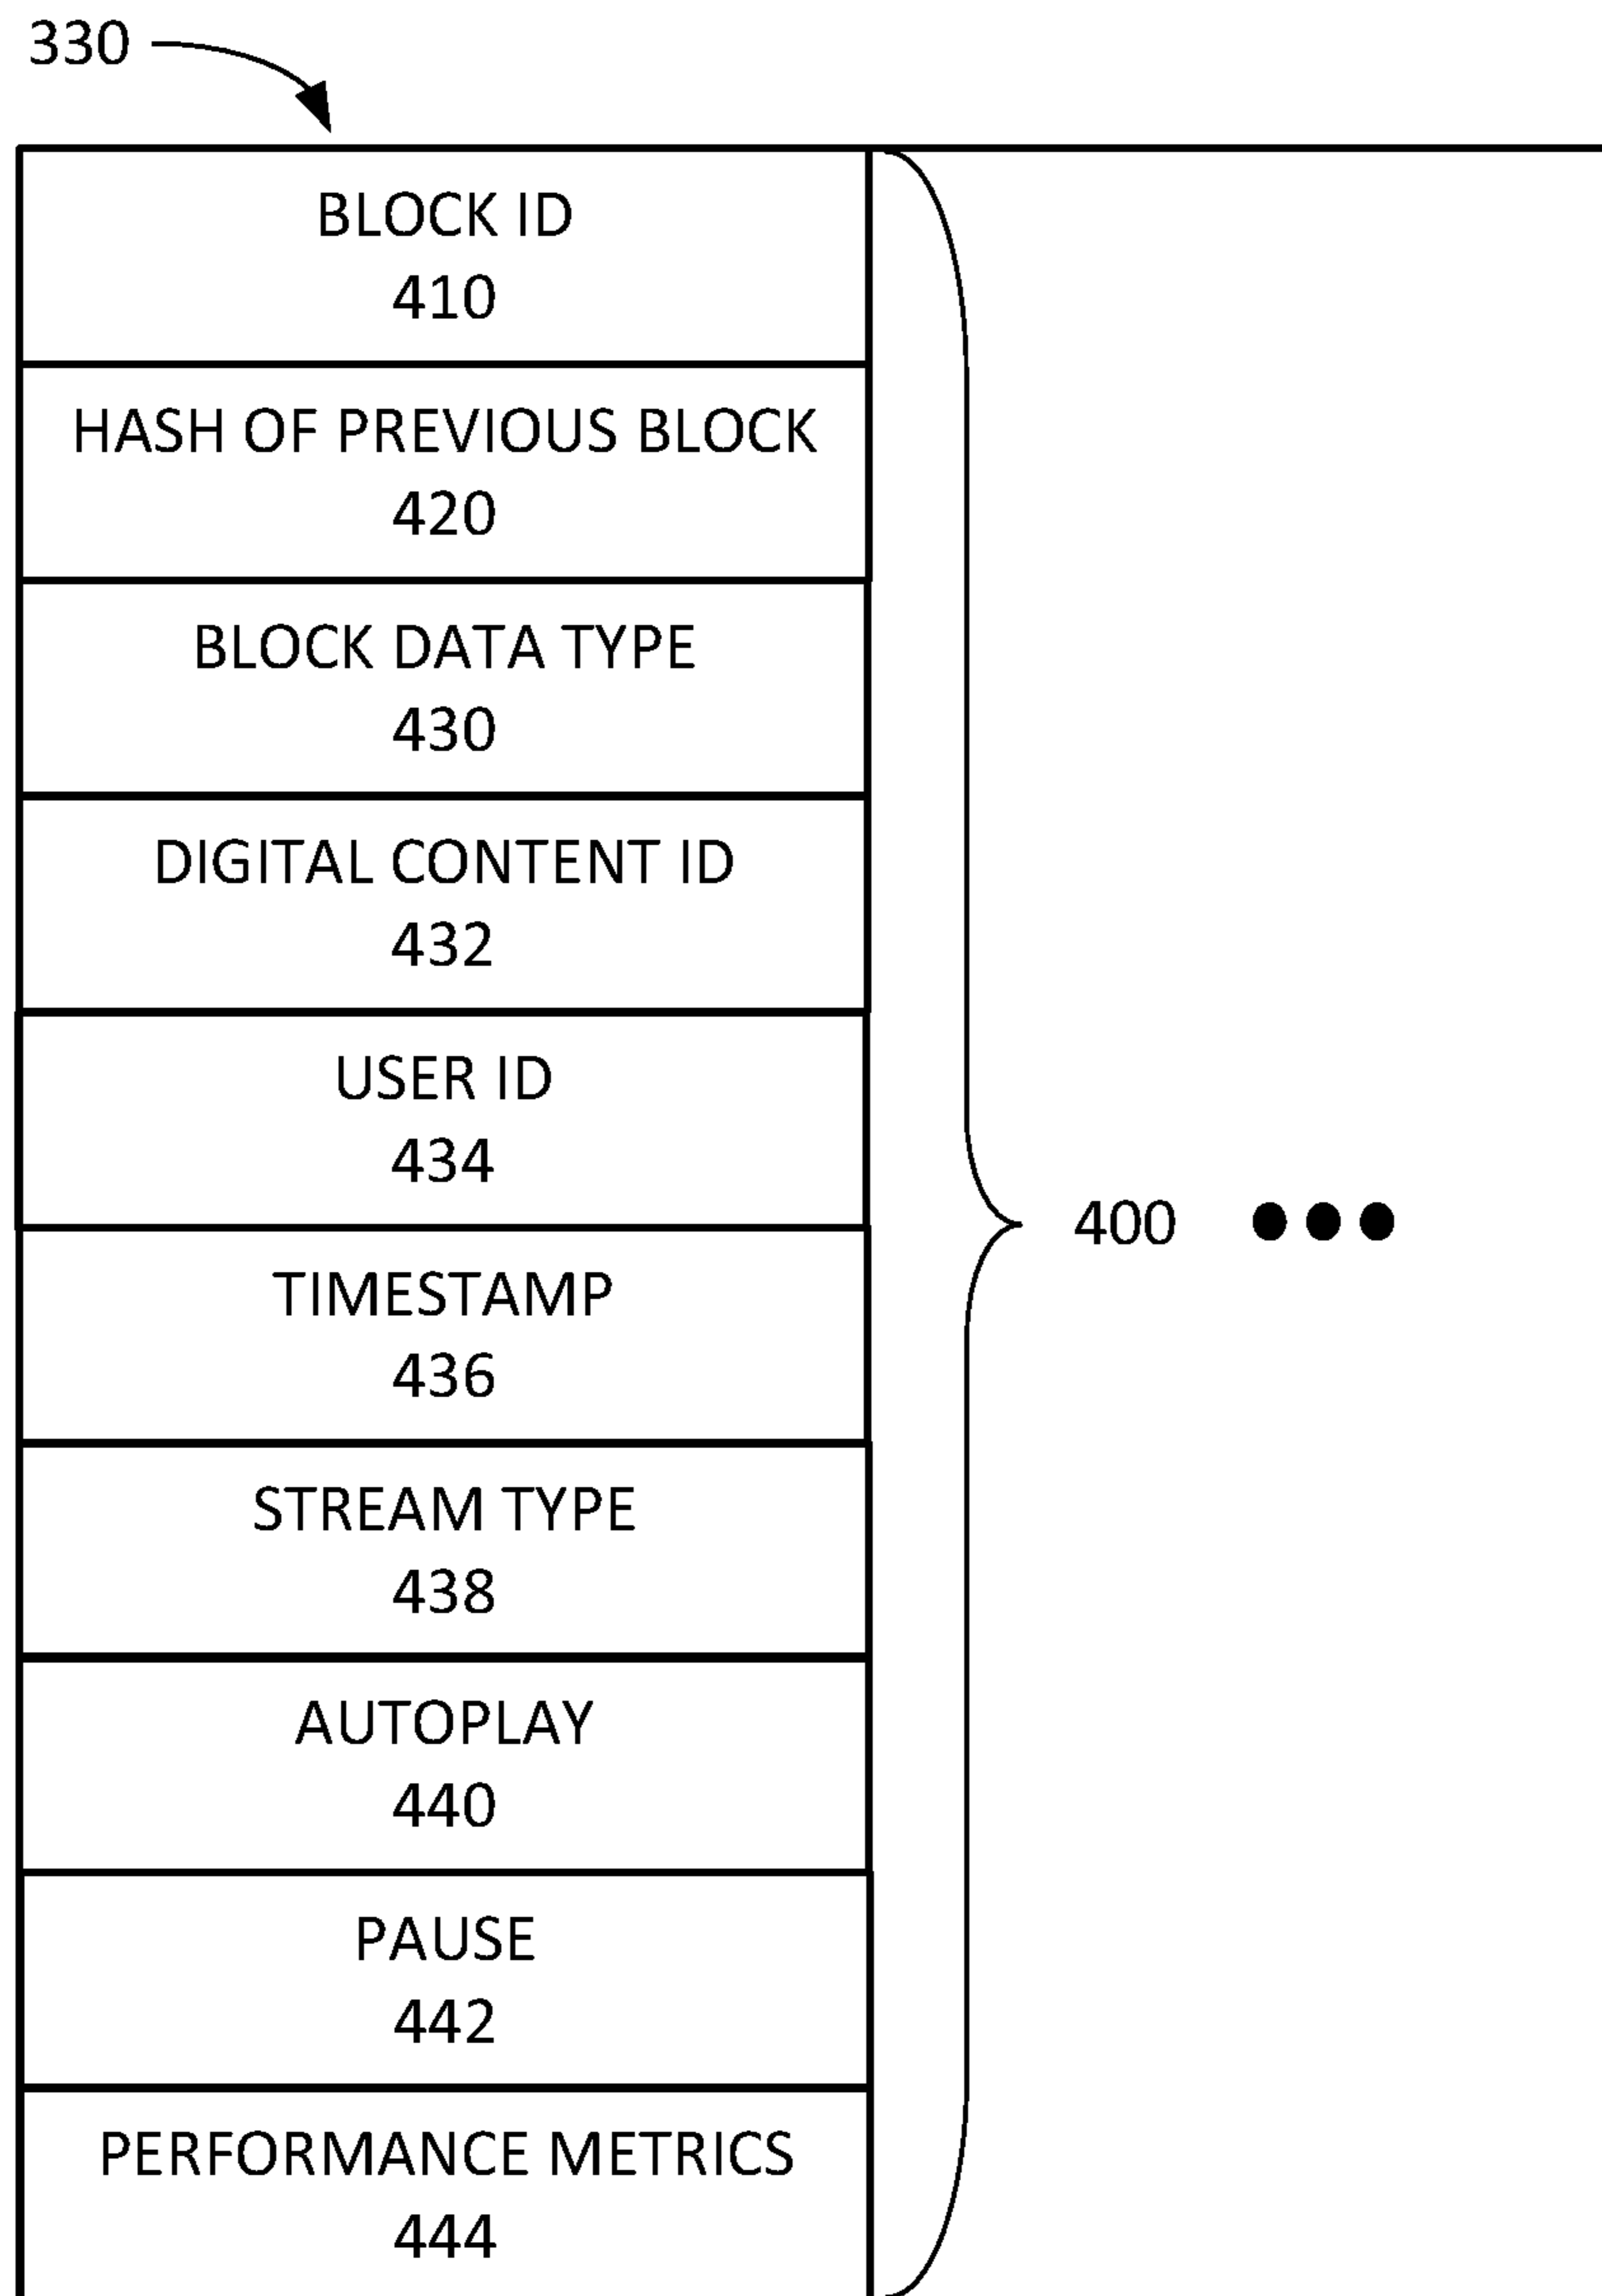 330
BLOCK ID
410
HASH OF PREVIOUS BLOCK
420
BLOCK DATA TYPE
430
DIGITAL CONTENT ID
432
USER ID
434
TIMESTAMP
436
400
STREAM TYPE
438
AUTOPLAY
440
PAUSE
442
PERFORMANCE METRICS
444